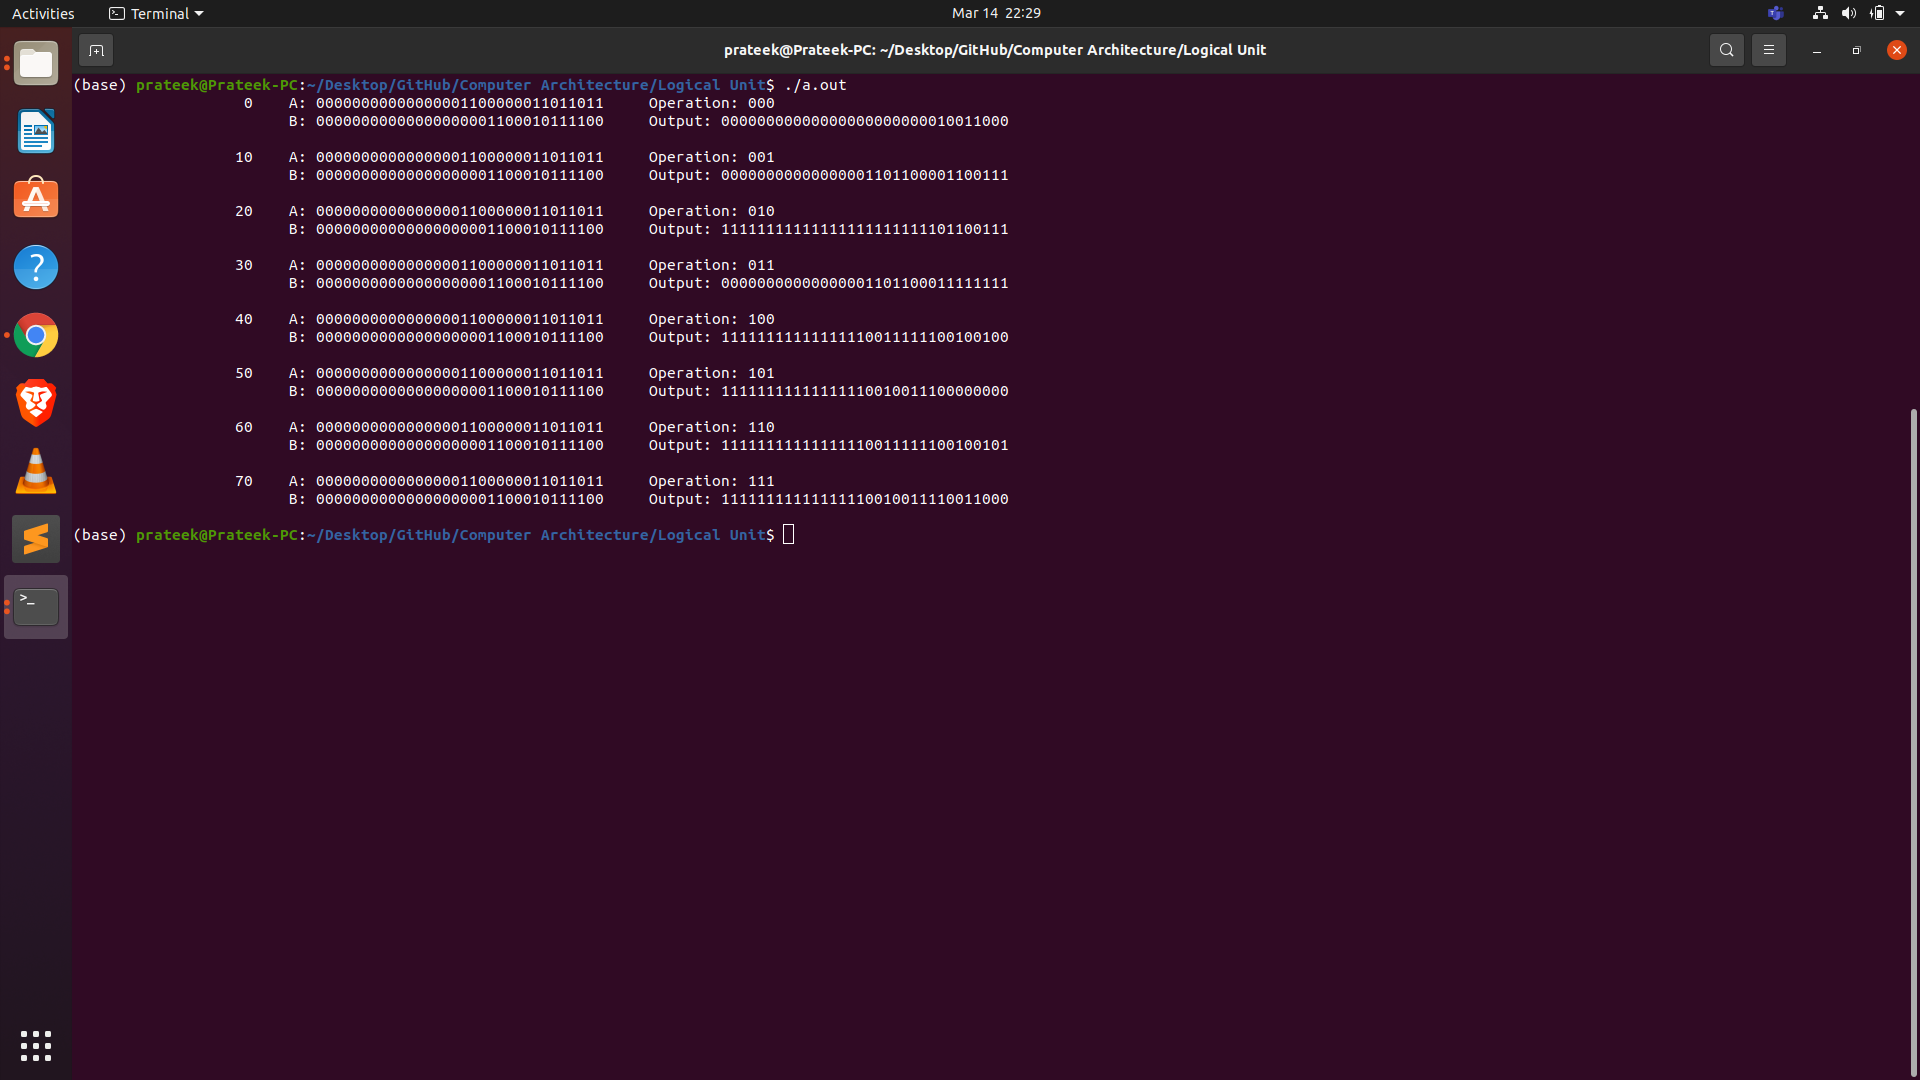 Activities Terminal Mar 14 22:29
prateek@Prateek-PC: ~/Desktop/GitHub/Computer Architecture/Logical Unit
(base) prateek@Prateek-PC:~/Desktop/GitHub/Computer Architecture/Logical Unit$ ./a.out
0 A: 00000000000000001100000011011011 Operation: 000
B: 00000000000000000001100010111100 Output: 00000000000000000000000010011000
10 A: 00000000000000001100000011011011 Operation: 001
B: 00000000000000000001100010111100 Output: 00000000000000001101100001100111
20 A: 00000000000000001100000011011011 Operation: 010
B: 00000000000000000001100010111100 Output: 11111111111111111111111101100111
30 A: 00000000000000001100000011011011 Operation: 011
B: 00000000000000000001100010111100 Output: 00000000000000001101100011111111
40 A: 00000000000000001100000011011011 Operation: 100
B: 00000000000000000001100010111100 Output: 11111111111111110011111100100100
50 A: 00000000000000001100000011011011 Operation: 101
B: 00000000000000000001100010111100 Output: 11111111111111110010011100000000
60 A: 00000000000000001100000011011011 Operation: 110
B: 00000000000000000001100010111100 Output: 11111111111111110011111100100101
70 A: 00000000000000001100000011011011 Operation: 111
B: 00000000000000000001100010111100 Output: 11111111111111110010011110011000
(base) prateek@Prateek-PC:~/Desktop/GitHub/Computer Architecture/Logical Unit$